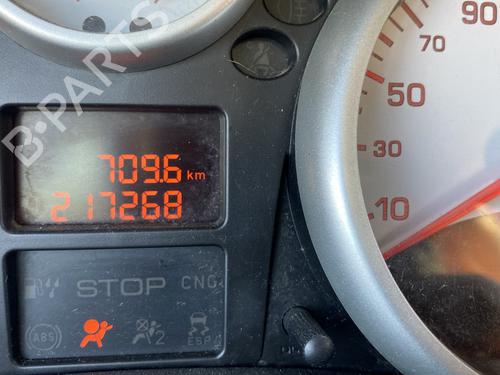 B-PARTS
90
70
50
30
10
709.6 km
217268
STOP
CNG
ABS
2
ESP